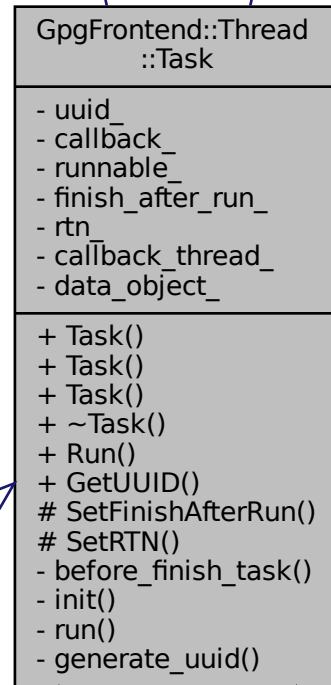 GpgFrontend::Thread
::Task
- uuid_
- callback_
- runnable_
- finish_after_run_
- rtn_
- callback_thread_
- data_object_
+ Task()
+ Task()
+ Task()
+ ~Task()
+ Run()
+ GetUUID()
# SetFinishAfterRun()
# SetRTN()
- before_finish_task()
- init()
- run()
- generate_uuid()